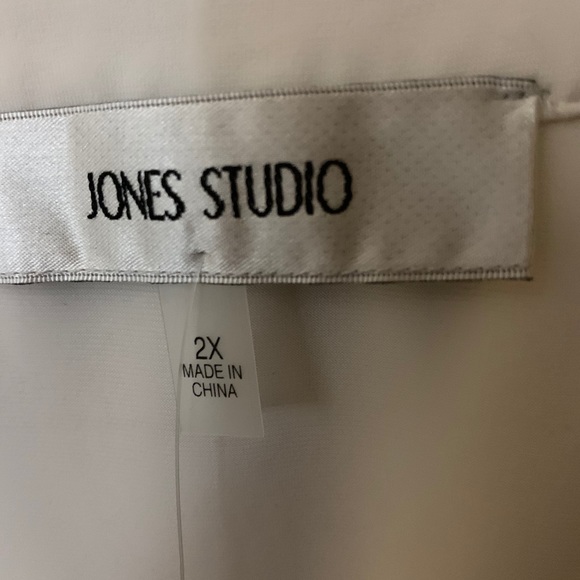 JONES STUDIO
2X
MADE IN
CHINA